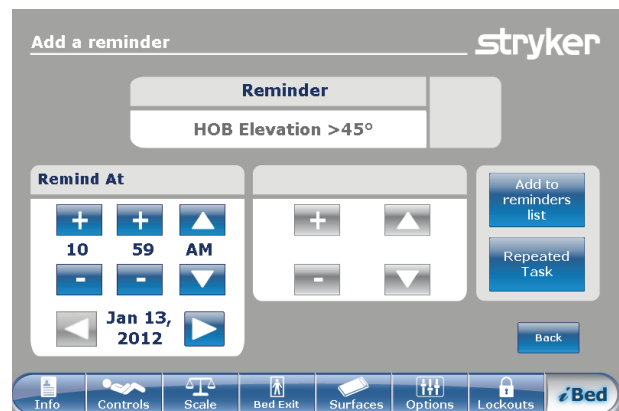 Add a reminder
stryker
Reminder
HOB Elevation >45°
Remind At
+ + +
10 59 AM
- - -
Jan 13,
2012
Add to
reminders
list
Repeated
Task
Back
Info Controls Scale Bed Exit Surfaces Options Lockouts iBed